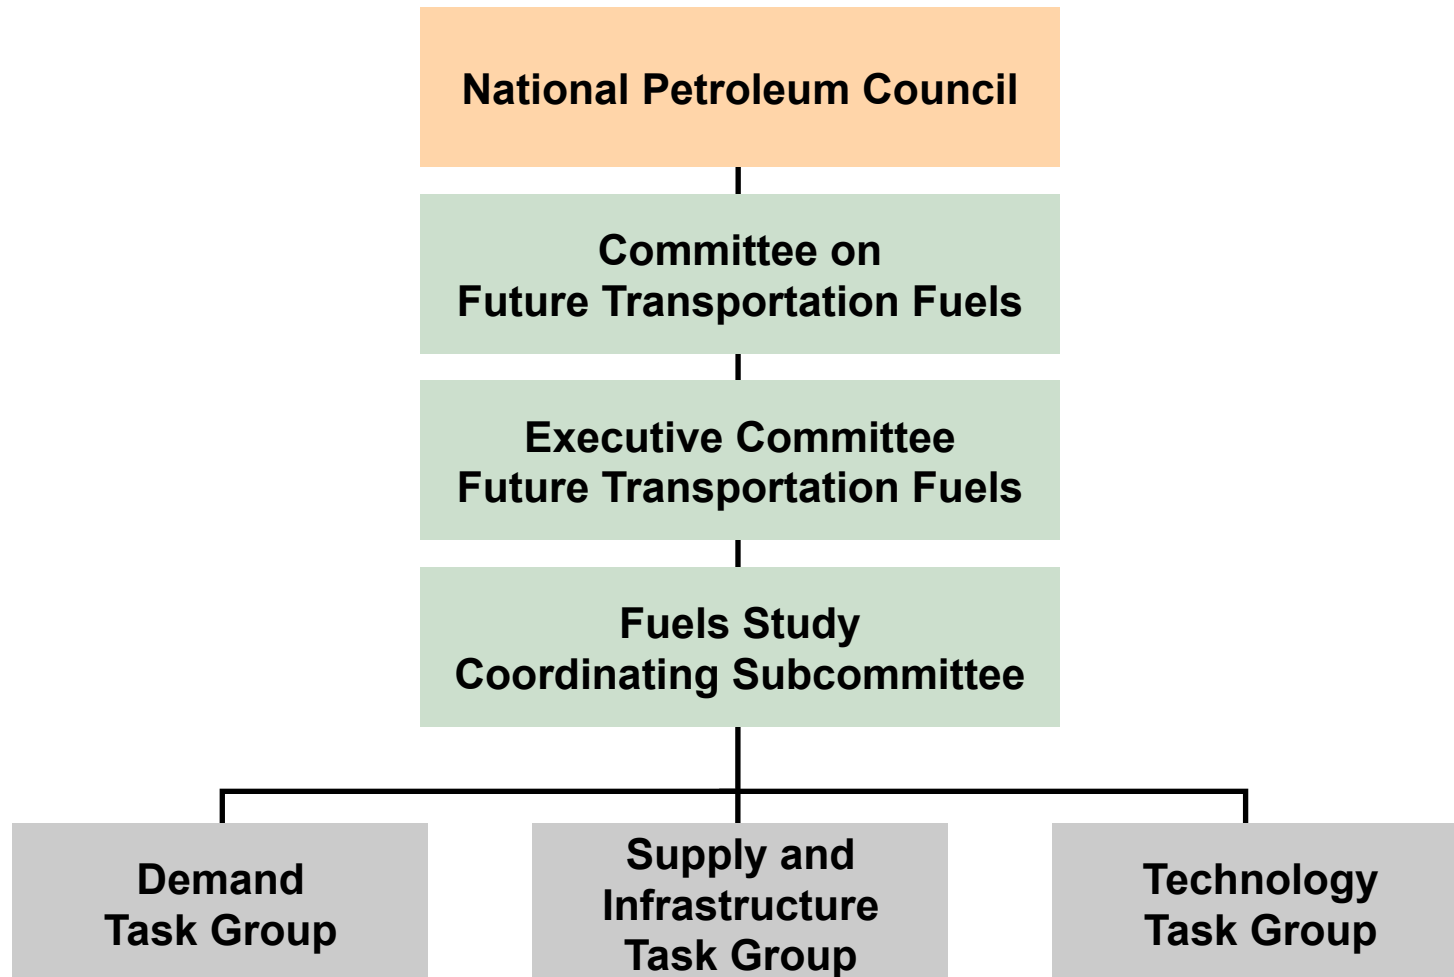 National Petroleum Council
Committee on
Future Transportation Fuels
Executive Committee
Future Transportation Fuels
Fuels Study
Coordinating Subcommittee
Demand
Task Group
Supply and
Infrastructure
Task Group
Technology
Task Group